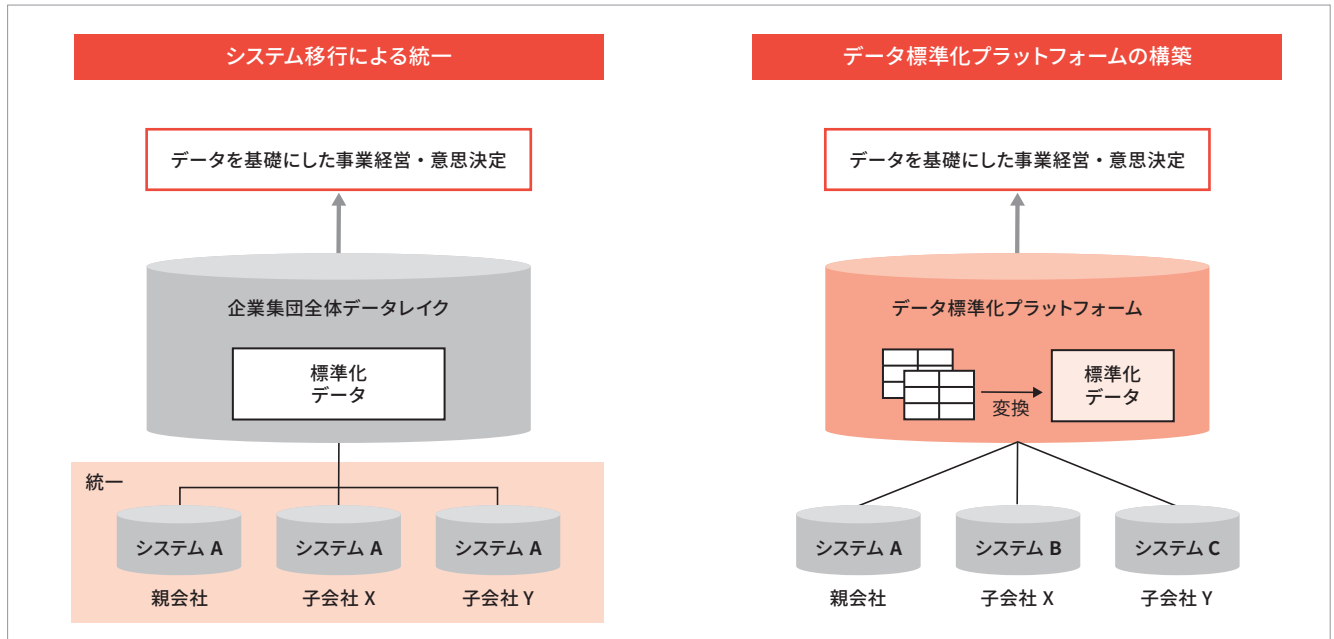 システム移行による統一
データを基礎にした事業経営・意思決定
企業集団全体データレイク
標準化
データ
統一
システム A
システム A
システム A
親会社
子会社 X
子会社 Y
データ標準化プラットフォームの構築
データを基礎にした事業経営・意思決定
データ標準化プラットフォーム
変換
標準化
データ
システム A
システム B
システム C
親会社
子会社 X
子会社 Y